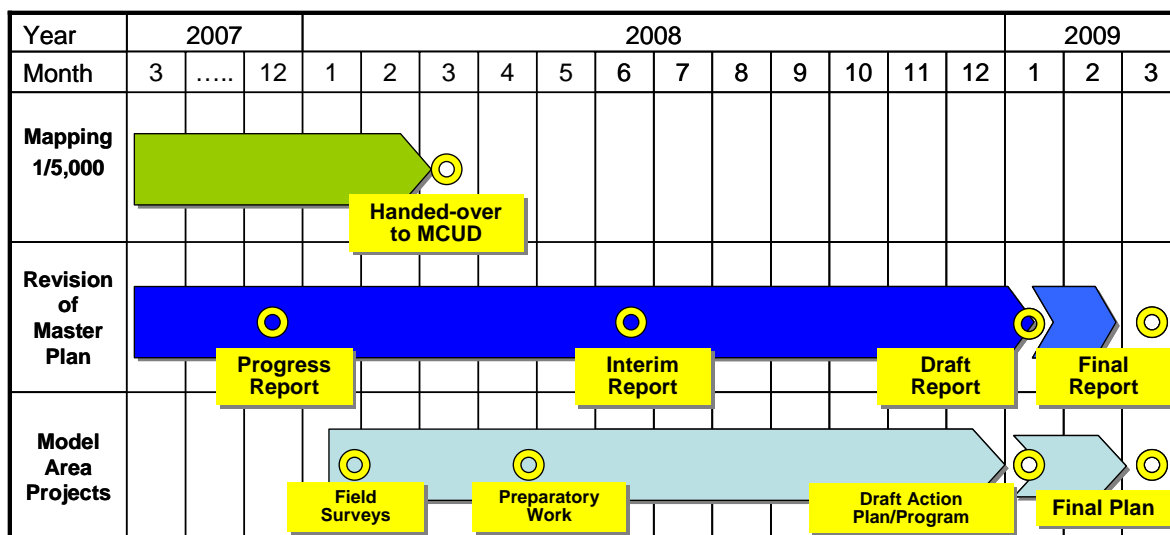 Year 2007 2008 2009
Month 3 ..... 12 1 2 3 4 5 6 7 8 9 10 11 12 1 2 3
Mapping
1/5,000
Handed-over
to MCUD
Revision
of
Master
Plan
Progress
Report
Interim
Report
Draft
Report
Final
Report
Model
Area
Projects
Field
Surveys
Preparatory
Work
Draft Action
Plan/Program
Final Plan